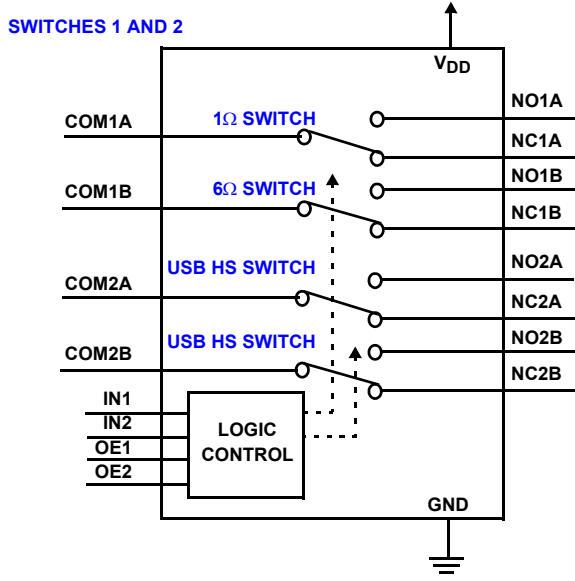 SWITCHES 1 AND 2
VDD
NO1A
COM1A
1Ω SWITCH
NC1A
NO1B
COM1B
6Ω SWITCH
NC1B
USB HS SWITCH
NO2A
COM2A
NC2A
USB HS SWITCH
NO2B
COM2B
NC2B
IN1
IN2
OE1
OE2
LOGIC
CONTROL
GND